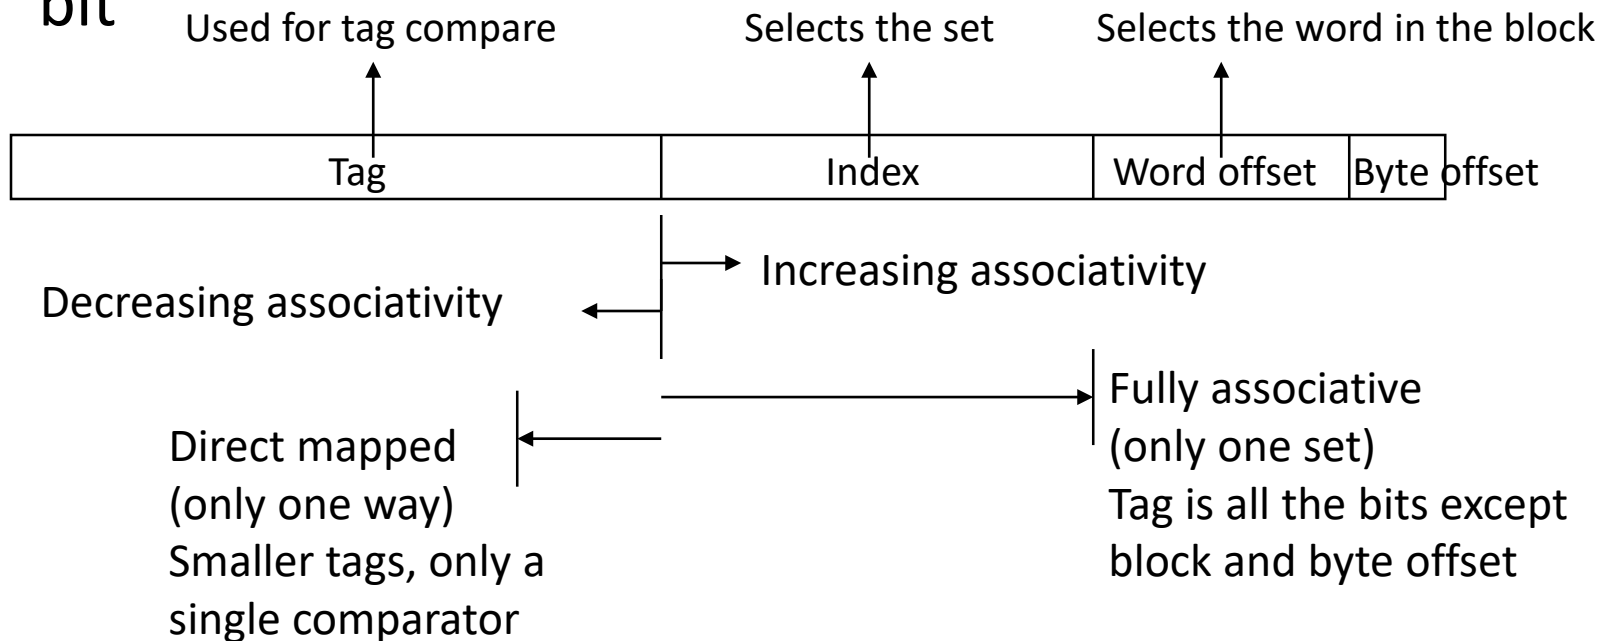 bit
Used for tag compare
Selects the set
Selects the word in the block
Tag
Index
Word offset
Byte offset
Increasing associativity
Decreasing associativity
Fully associative
(only one set)
Tag is all the bits except
block and byte offset
Direct mapped
(only one way)
Smaller tags, only a
single comparator